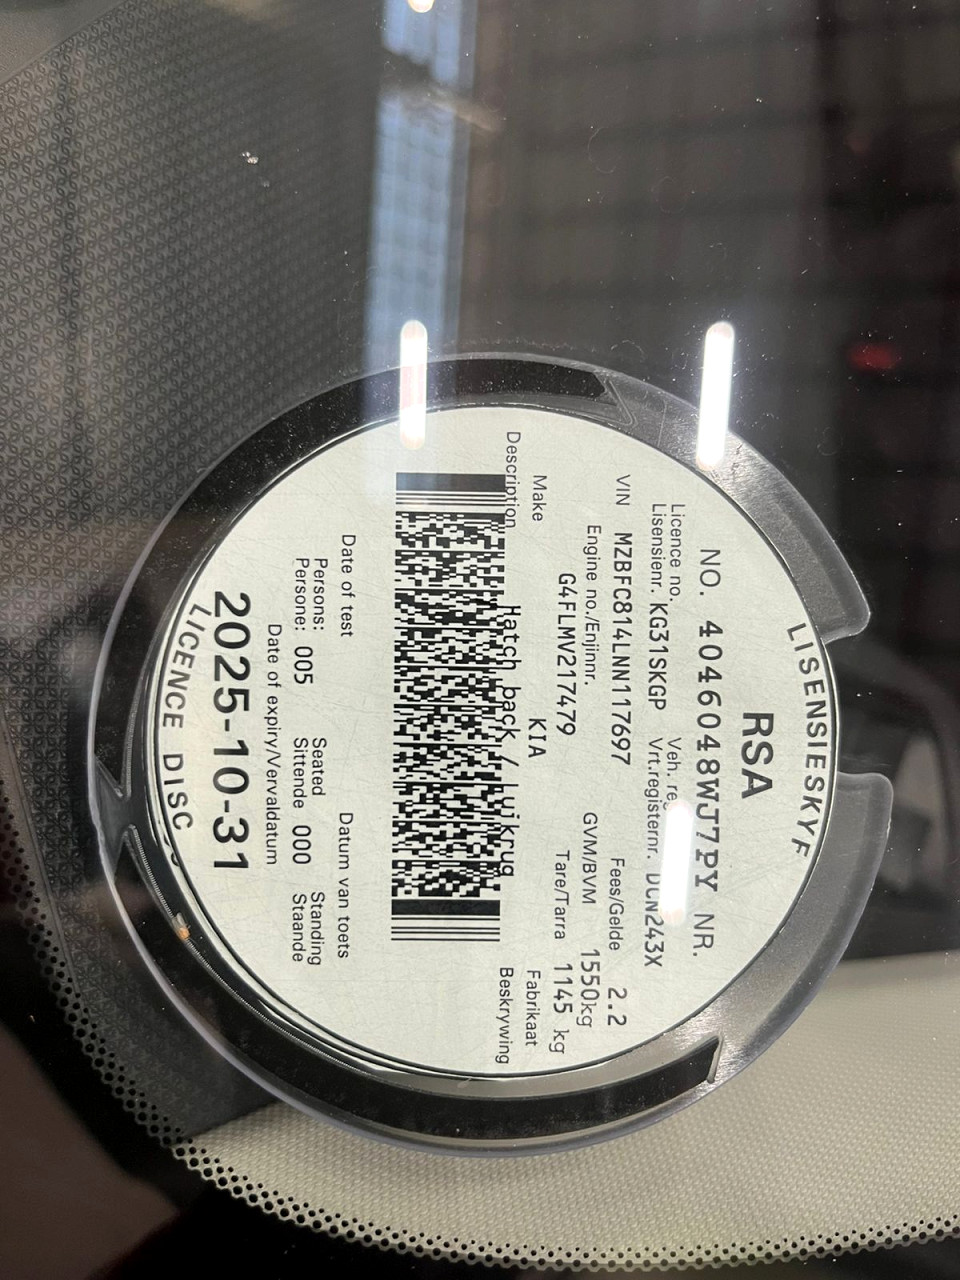 LISENSIESKYF
RSA
NO. 4046048WJ7PY NR.
Licence no. Veh.
Lisensienr. KG31SKGP Vrt.registernr.
VIN MZBFC814LNN117697 Fees/Gelde 2.2
Engine no./Enjinnr. GVM/BVM 1550kg
G4FLMV217479 Tare/Tarra 1145 kg
Make KIA Fabrikaat
Description Hatch back / Luikrug Beskrywing
Date of test Datum van toets
Persons: Seated Standing
Persone: 005 Sittende 000 Staande
Date of expiry/Vervaldatum
2025-10-31
LICENCE DISC